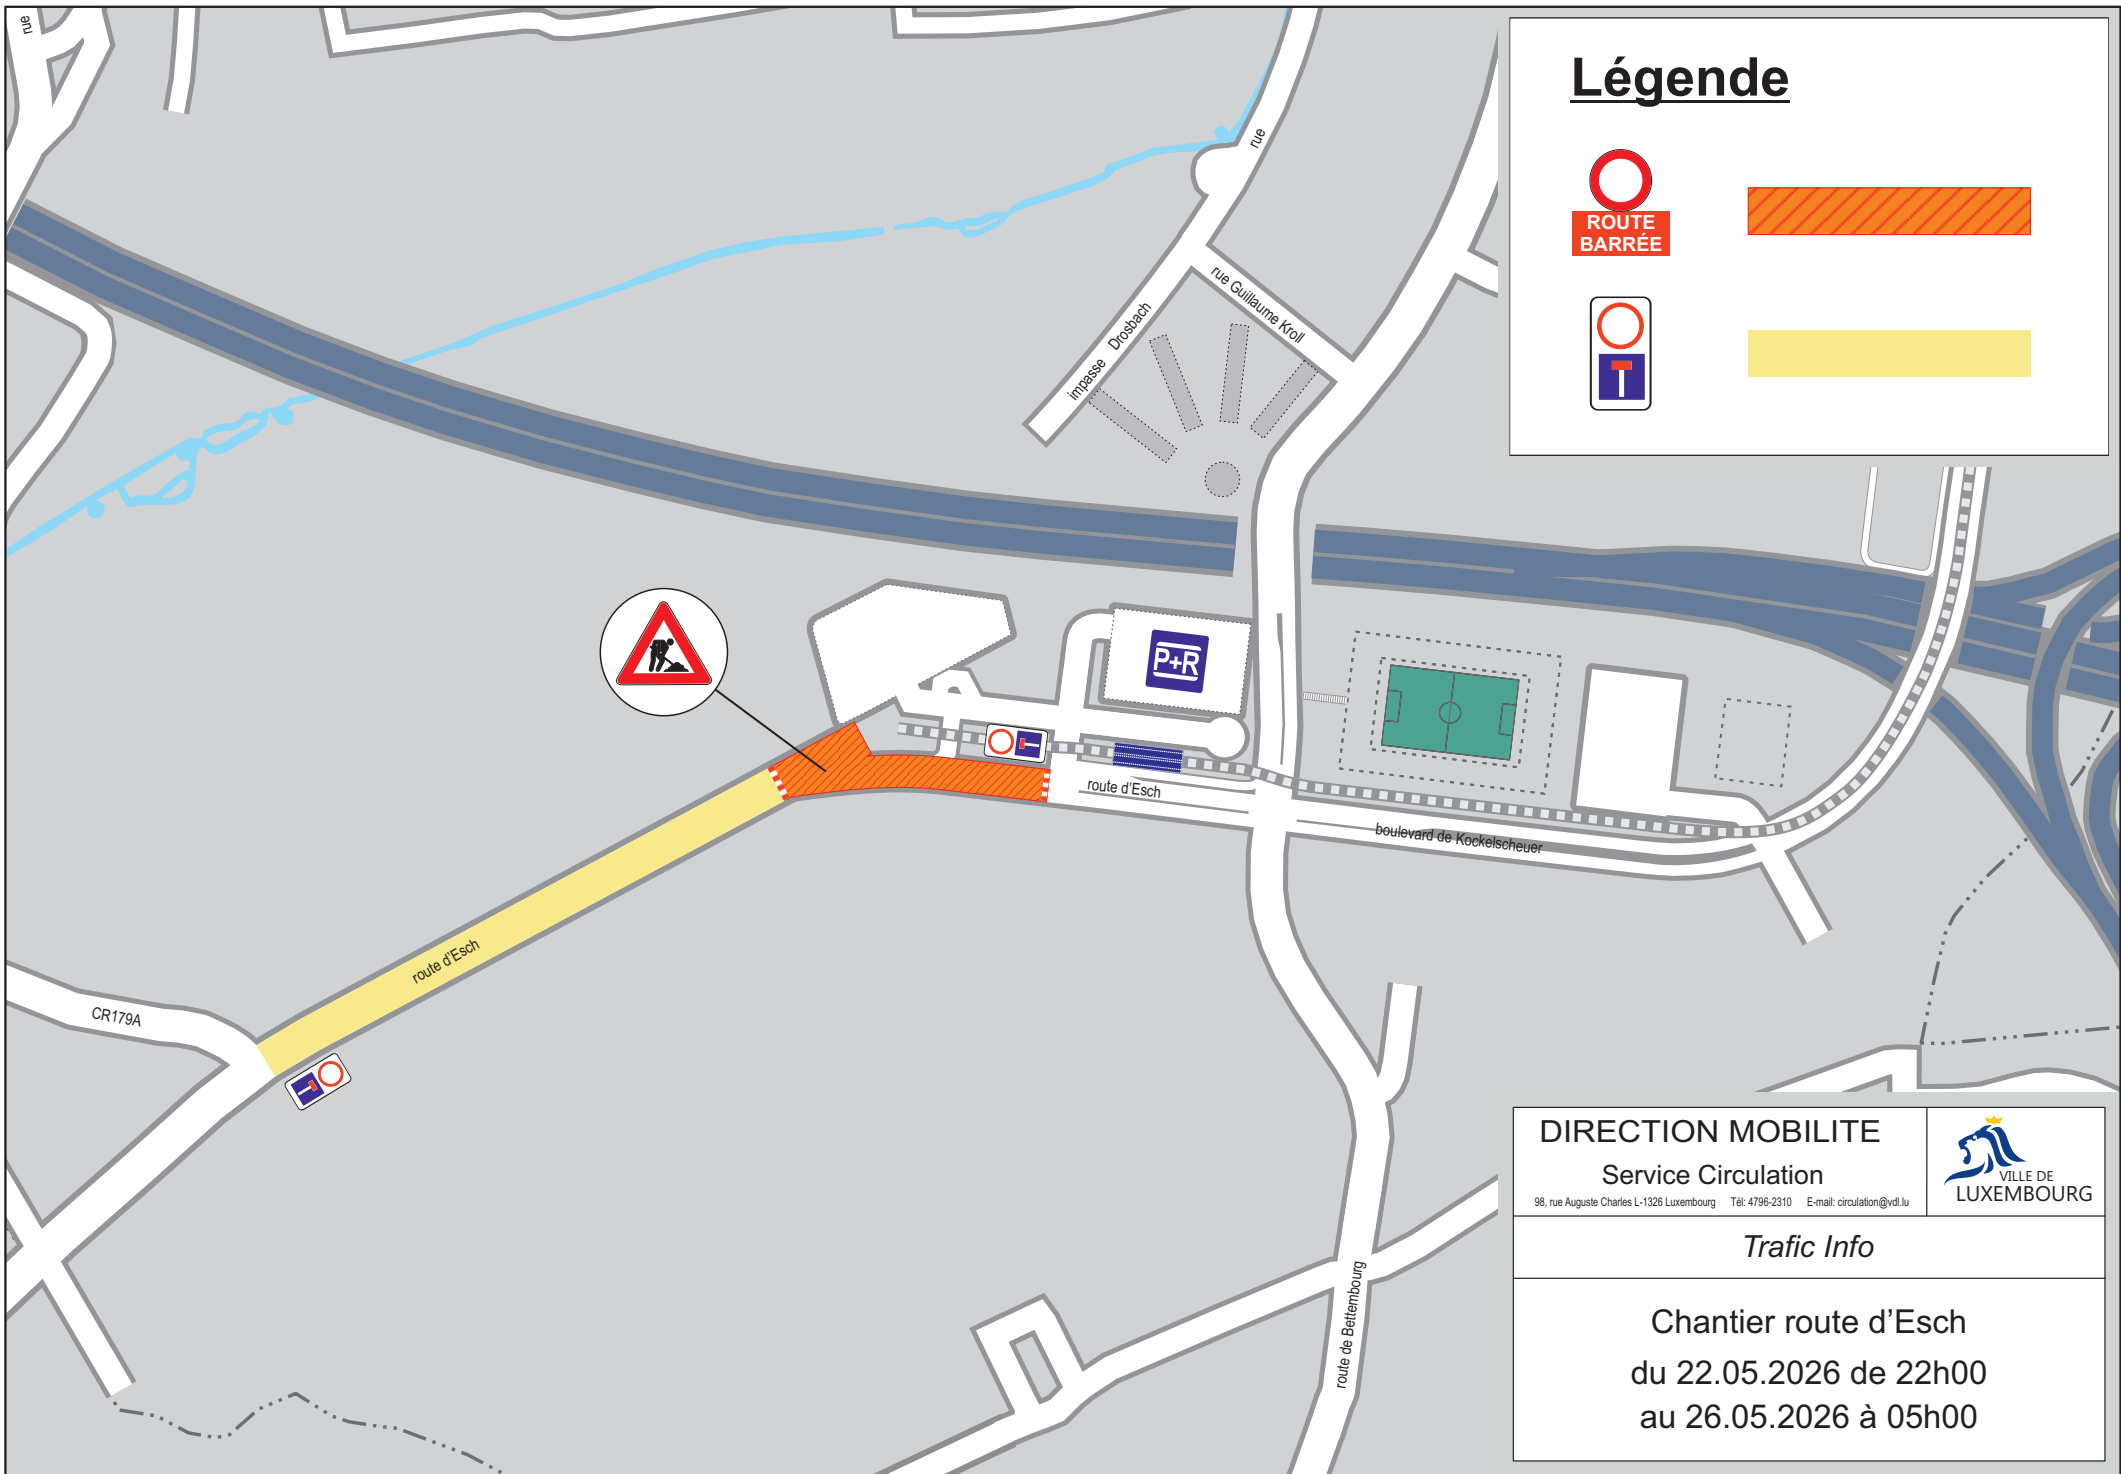 rue
Légende
ROUTE
BARRÉE
rue
rue Guillaume Kroll
impasse Drosbach
P+R
route d'Esch
boulevard de Kockelscheuer
route d'Esch
CR179A
route de Bettembourg
DIRECTION MOBILITE
Service Circulation
98, rue Auguste Charles L-1326 Luxembourg Tél: 4796-2310 E-mail: circulation@vdl.lu
VILLE DE
LUXEMBOURG
Trafic Info
Chantier route d'Esch
du 22.05.2026 de 22h00
au 26.05.2026 à 05h00